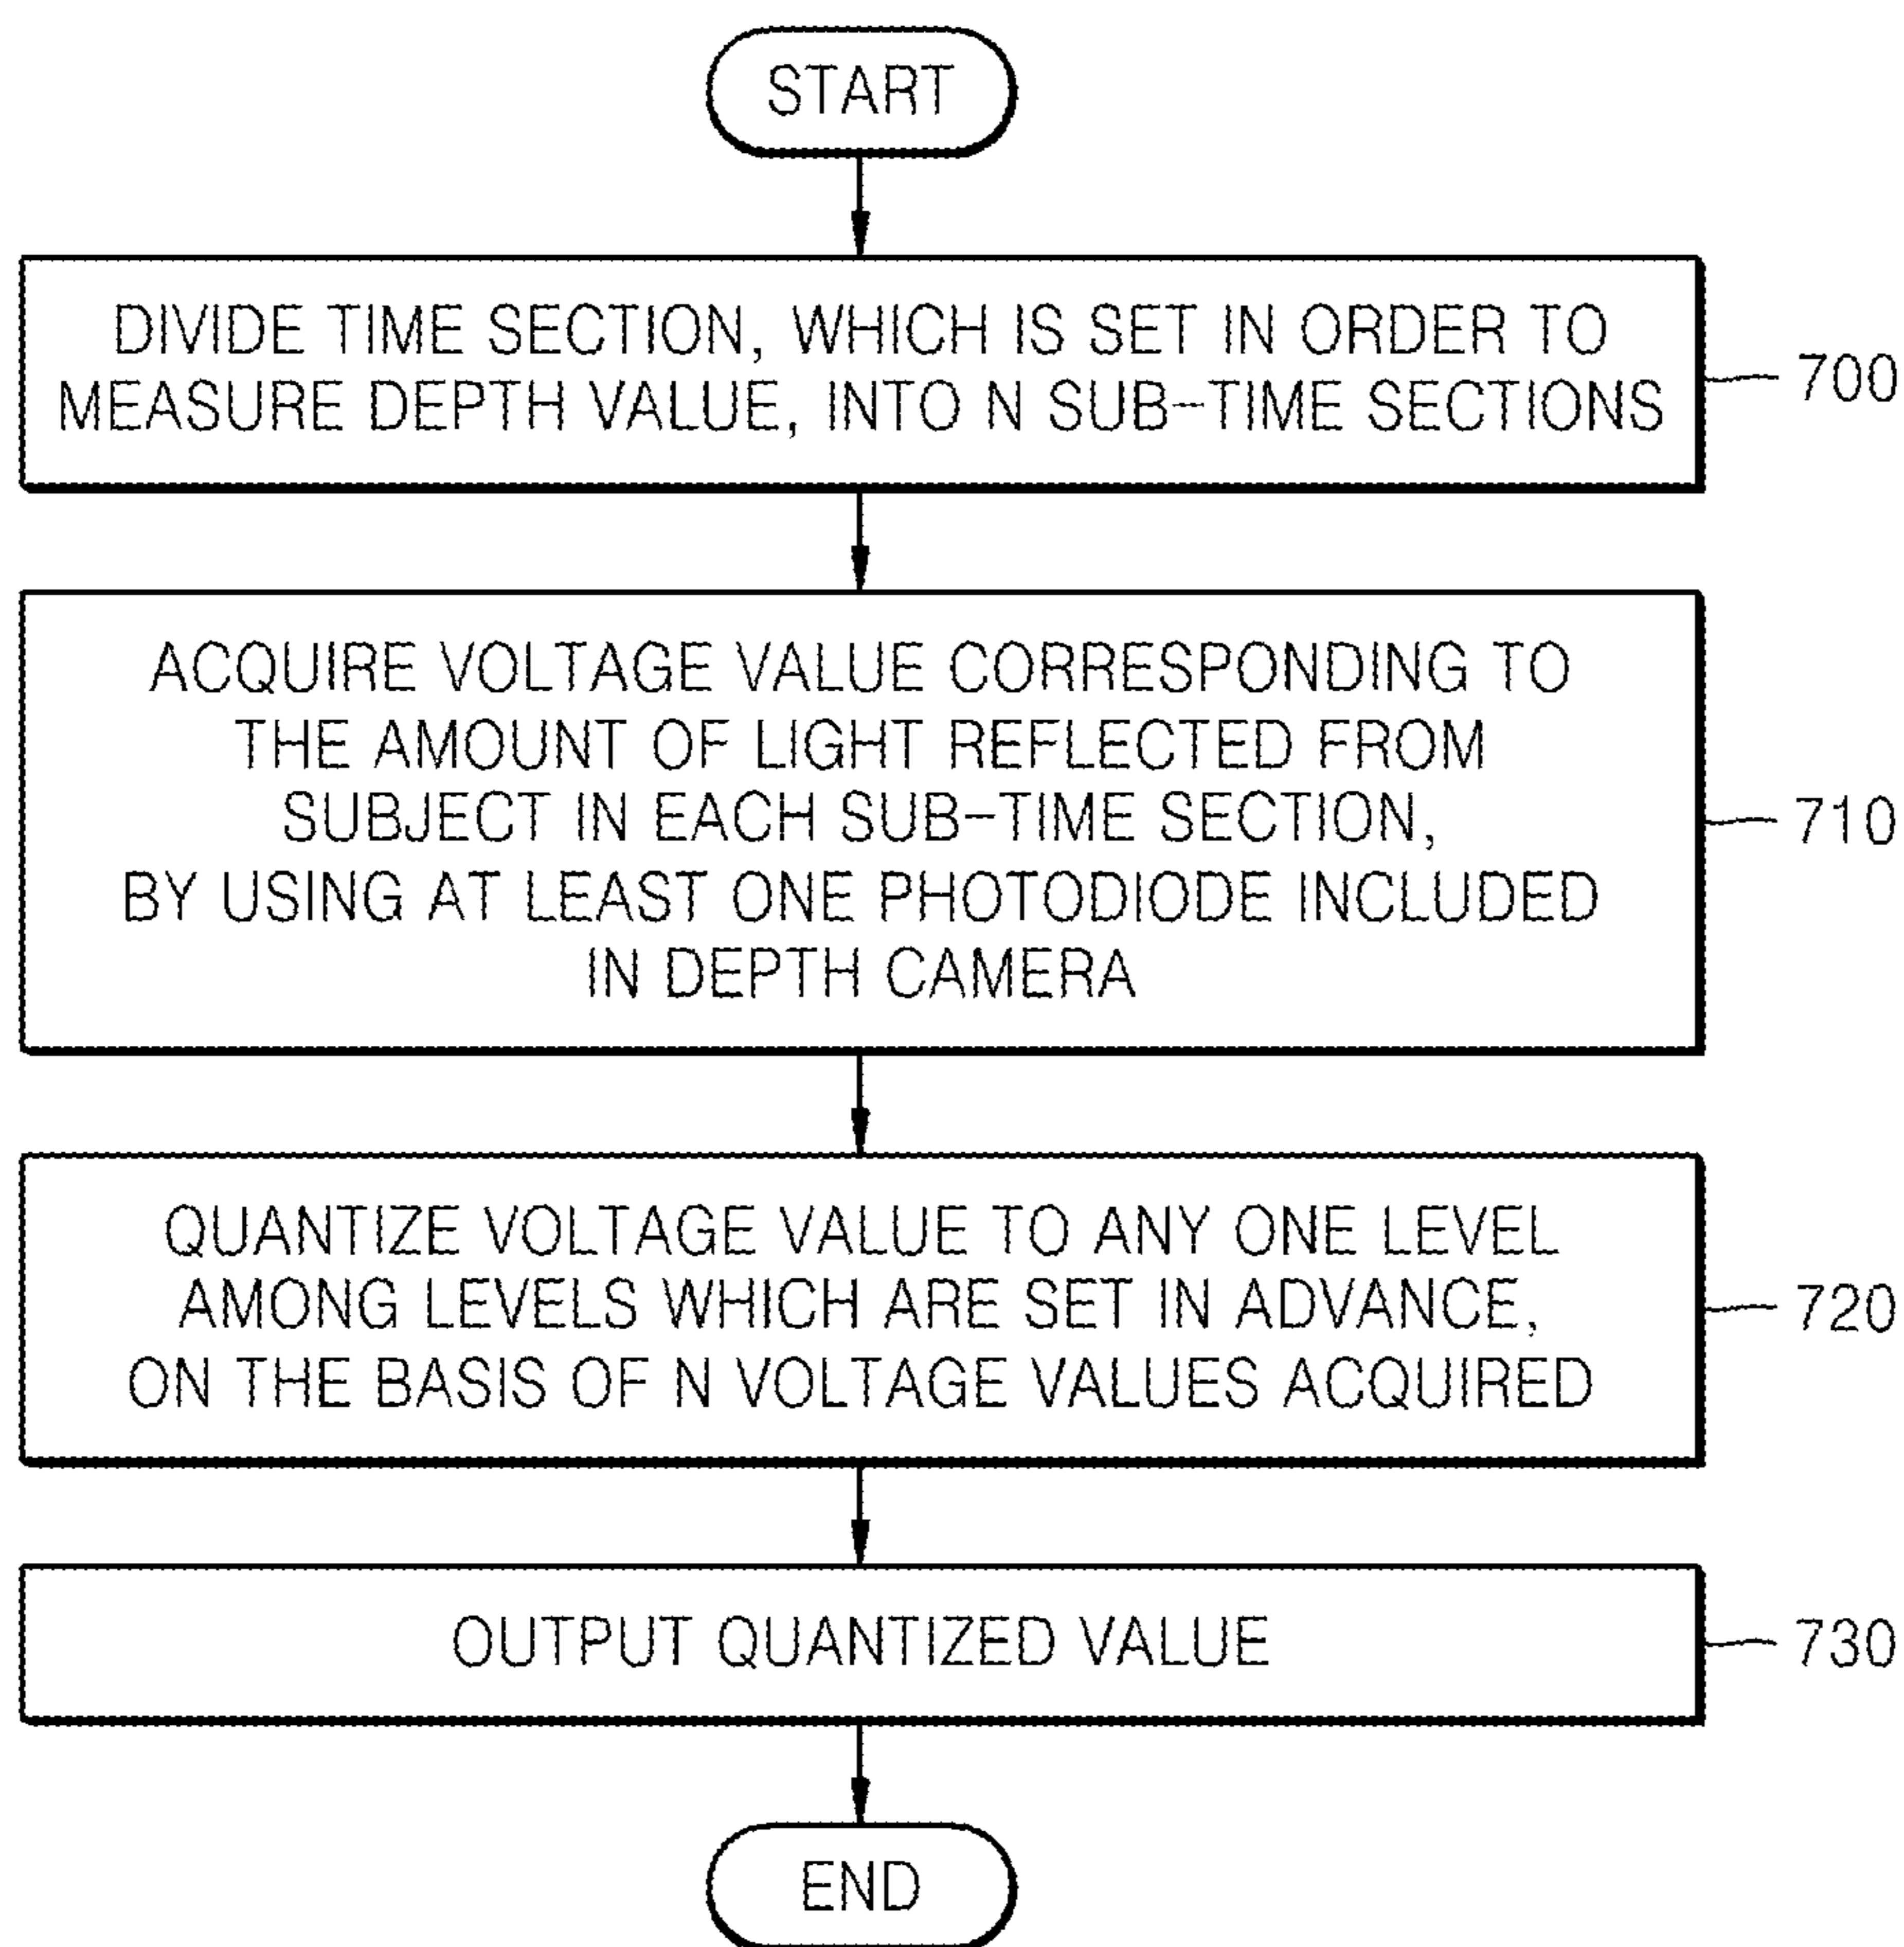 START
DIVIDE TIME SECTION, WHICH IS SET IN ORDER TO
MEASURE DEPTH VALUE, INTO N SUB-TIME SECTIONS
700
ACQUIRE VOLTAGE VALUE CORRESPONDING TO
THE AMOUNT OF LIGHT REFLECTED FROM
SUBJECT IN EACH SUB-TIME SECTION,
BY USING AT LEAST ONE PHOTODIODE INCLUDED
IN DEPTH CAMERA
710
QUANTIZE VOLTAGE VALUE TO ANY ONE LEVEL
AMONG LEVELS WHICH ARE SET IN ADVANCE,
ON THE BASIS OF N VOLTAGE VALUES ACQUIRED
720
OUTPUT QUANTIZED VALUE
730
END